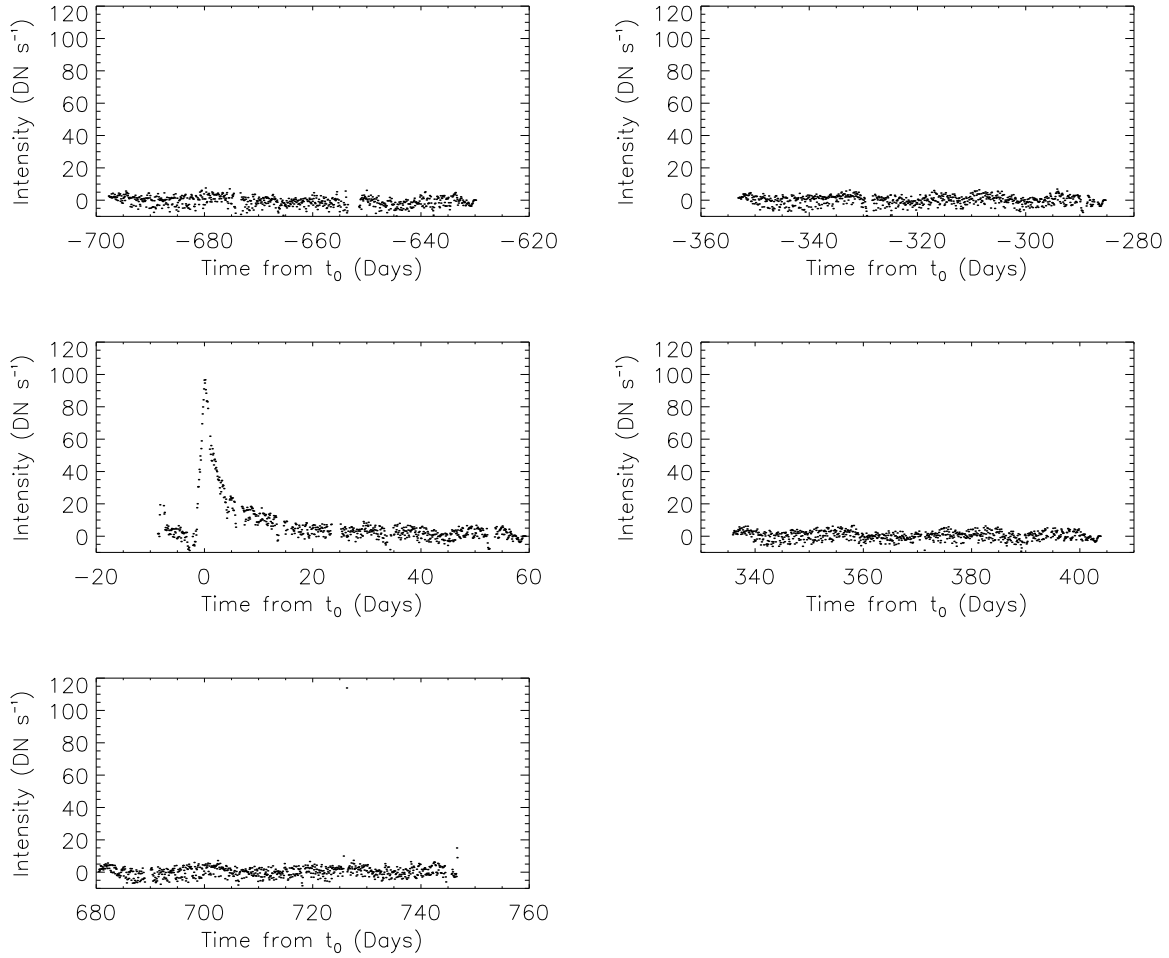 120
100
80
60
40
20
0
Intensity (DN s⁻¹)
−700 −680 −660 −640 −620
Time from t₀ (Days)
120
100
80
60
40
20
0
Intensity (DN s⁻¹)
−360 −340 −320 −300 −280
Time from t₀ (Days)
120
100
80
60
40
20
0
Intensity (DN s⁻¹)
−20 0 20 40 60
Time from t₀ (Days)
120
100
80
60
40
20
0
Intensity (DN s⁻¹)
340 360 380 400
Time from t₀ (Days)
120
100
80
60
40
20
0
Intensity (DN s⁻¹)
680 700 720 740 760
Time from t₀ (Days)